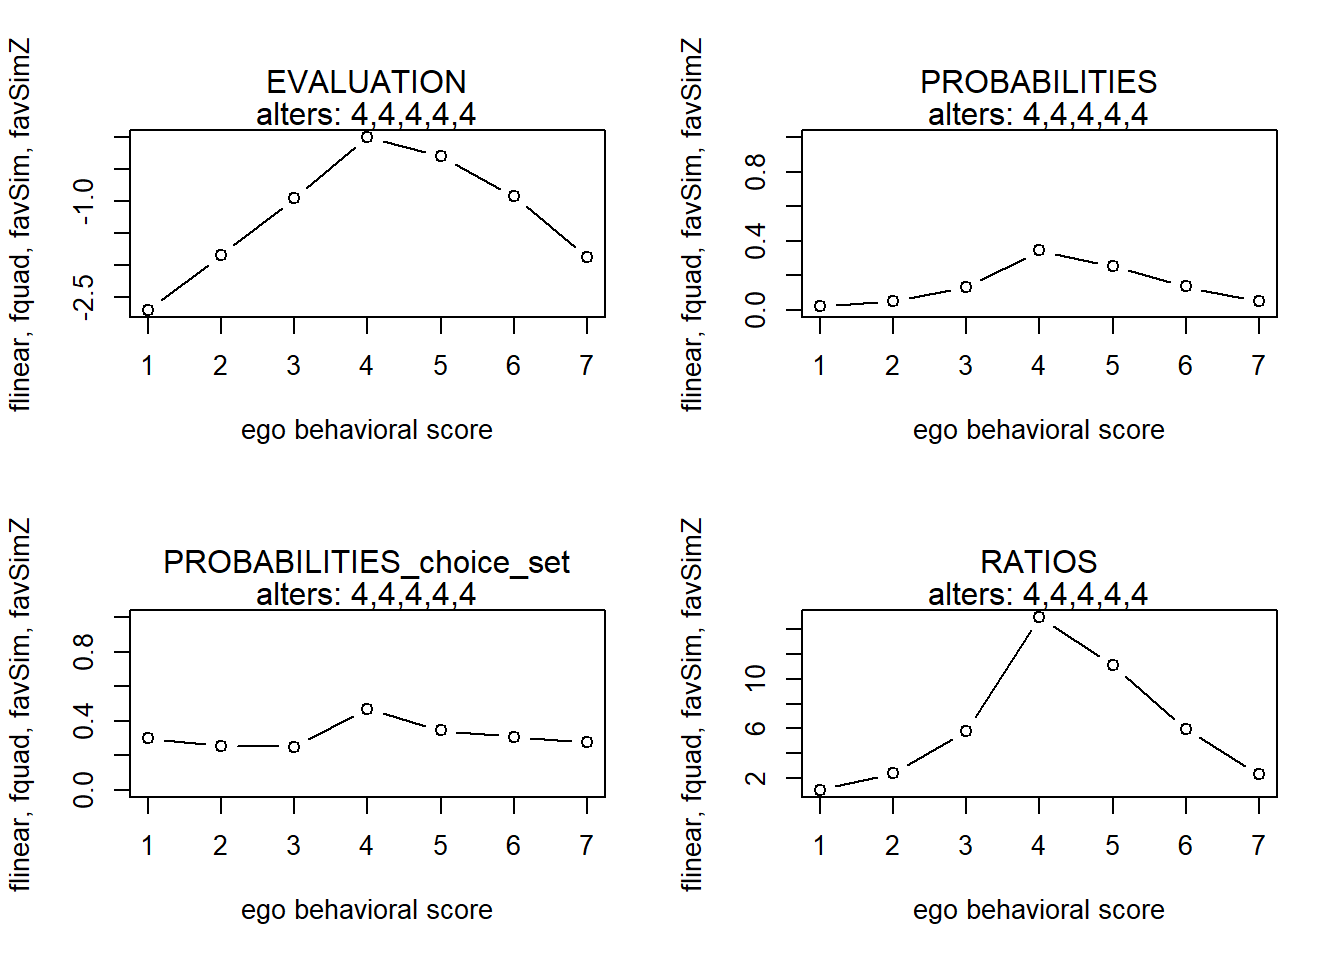 EVALUATION
alters: 4,4,4,4,4
flinear, fquad, favSim, favSimZ
-2.5
-1.0
1 2 3 4 5 6 7
ego behavioral score
PROBABILITIES
alters: 4,4,4,4,4
flinear, fquad, favSim, favSimZ
0.0
0.4
0.8
1 2 3 4 5 6 7
ego behavioral score
PROBABILITIES_choice_set
alters: 4,4,4,4,4
flinear, fquad, favSim, favSimZ
0.0
0.4
0.8
1 2 3 4 5 6 7
ego behavioral score
RATIOS
alters: 4,4,4,4,4
flinear, fquad, favSim, favSimZ
2
6
10
1 2 3 4 5 6 7
ego behavioral score